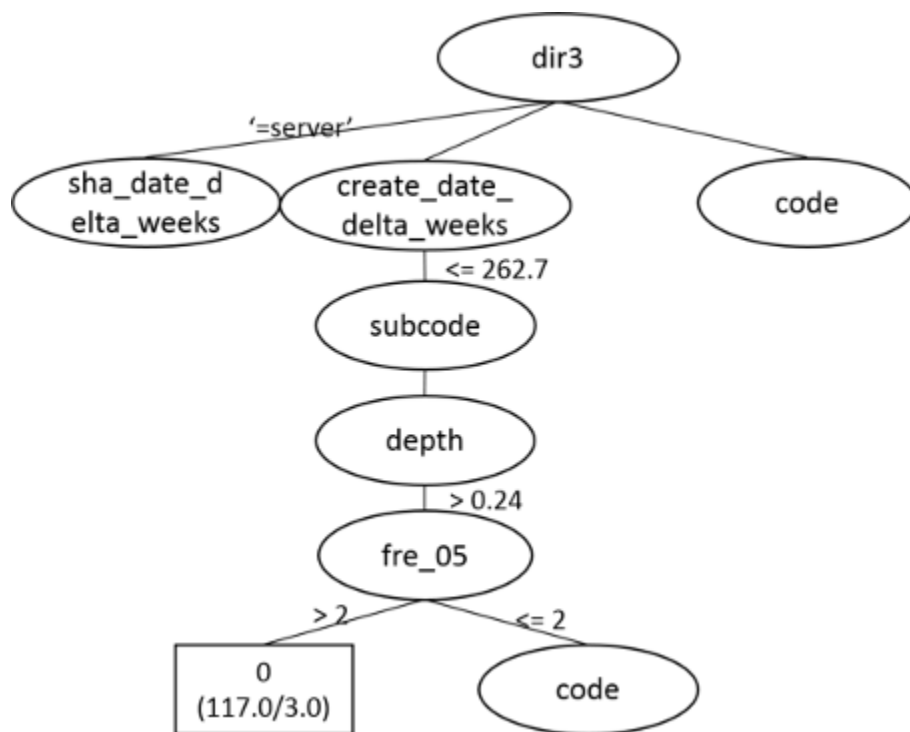 dir3
‘=server’
sha_date_d
elta_weeks
create_date_
delta_weeks
code
<= 262.7
subcode
depth
> 0.24
fre_05
> 2
<= 2
0
(117.0/3.0)
code